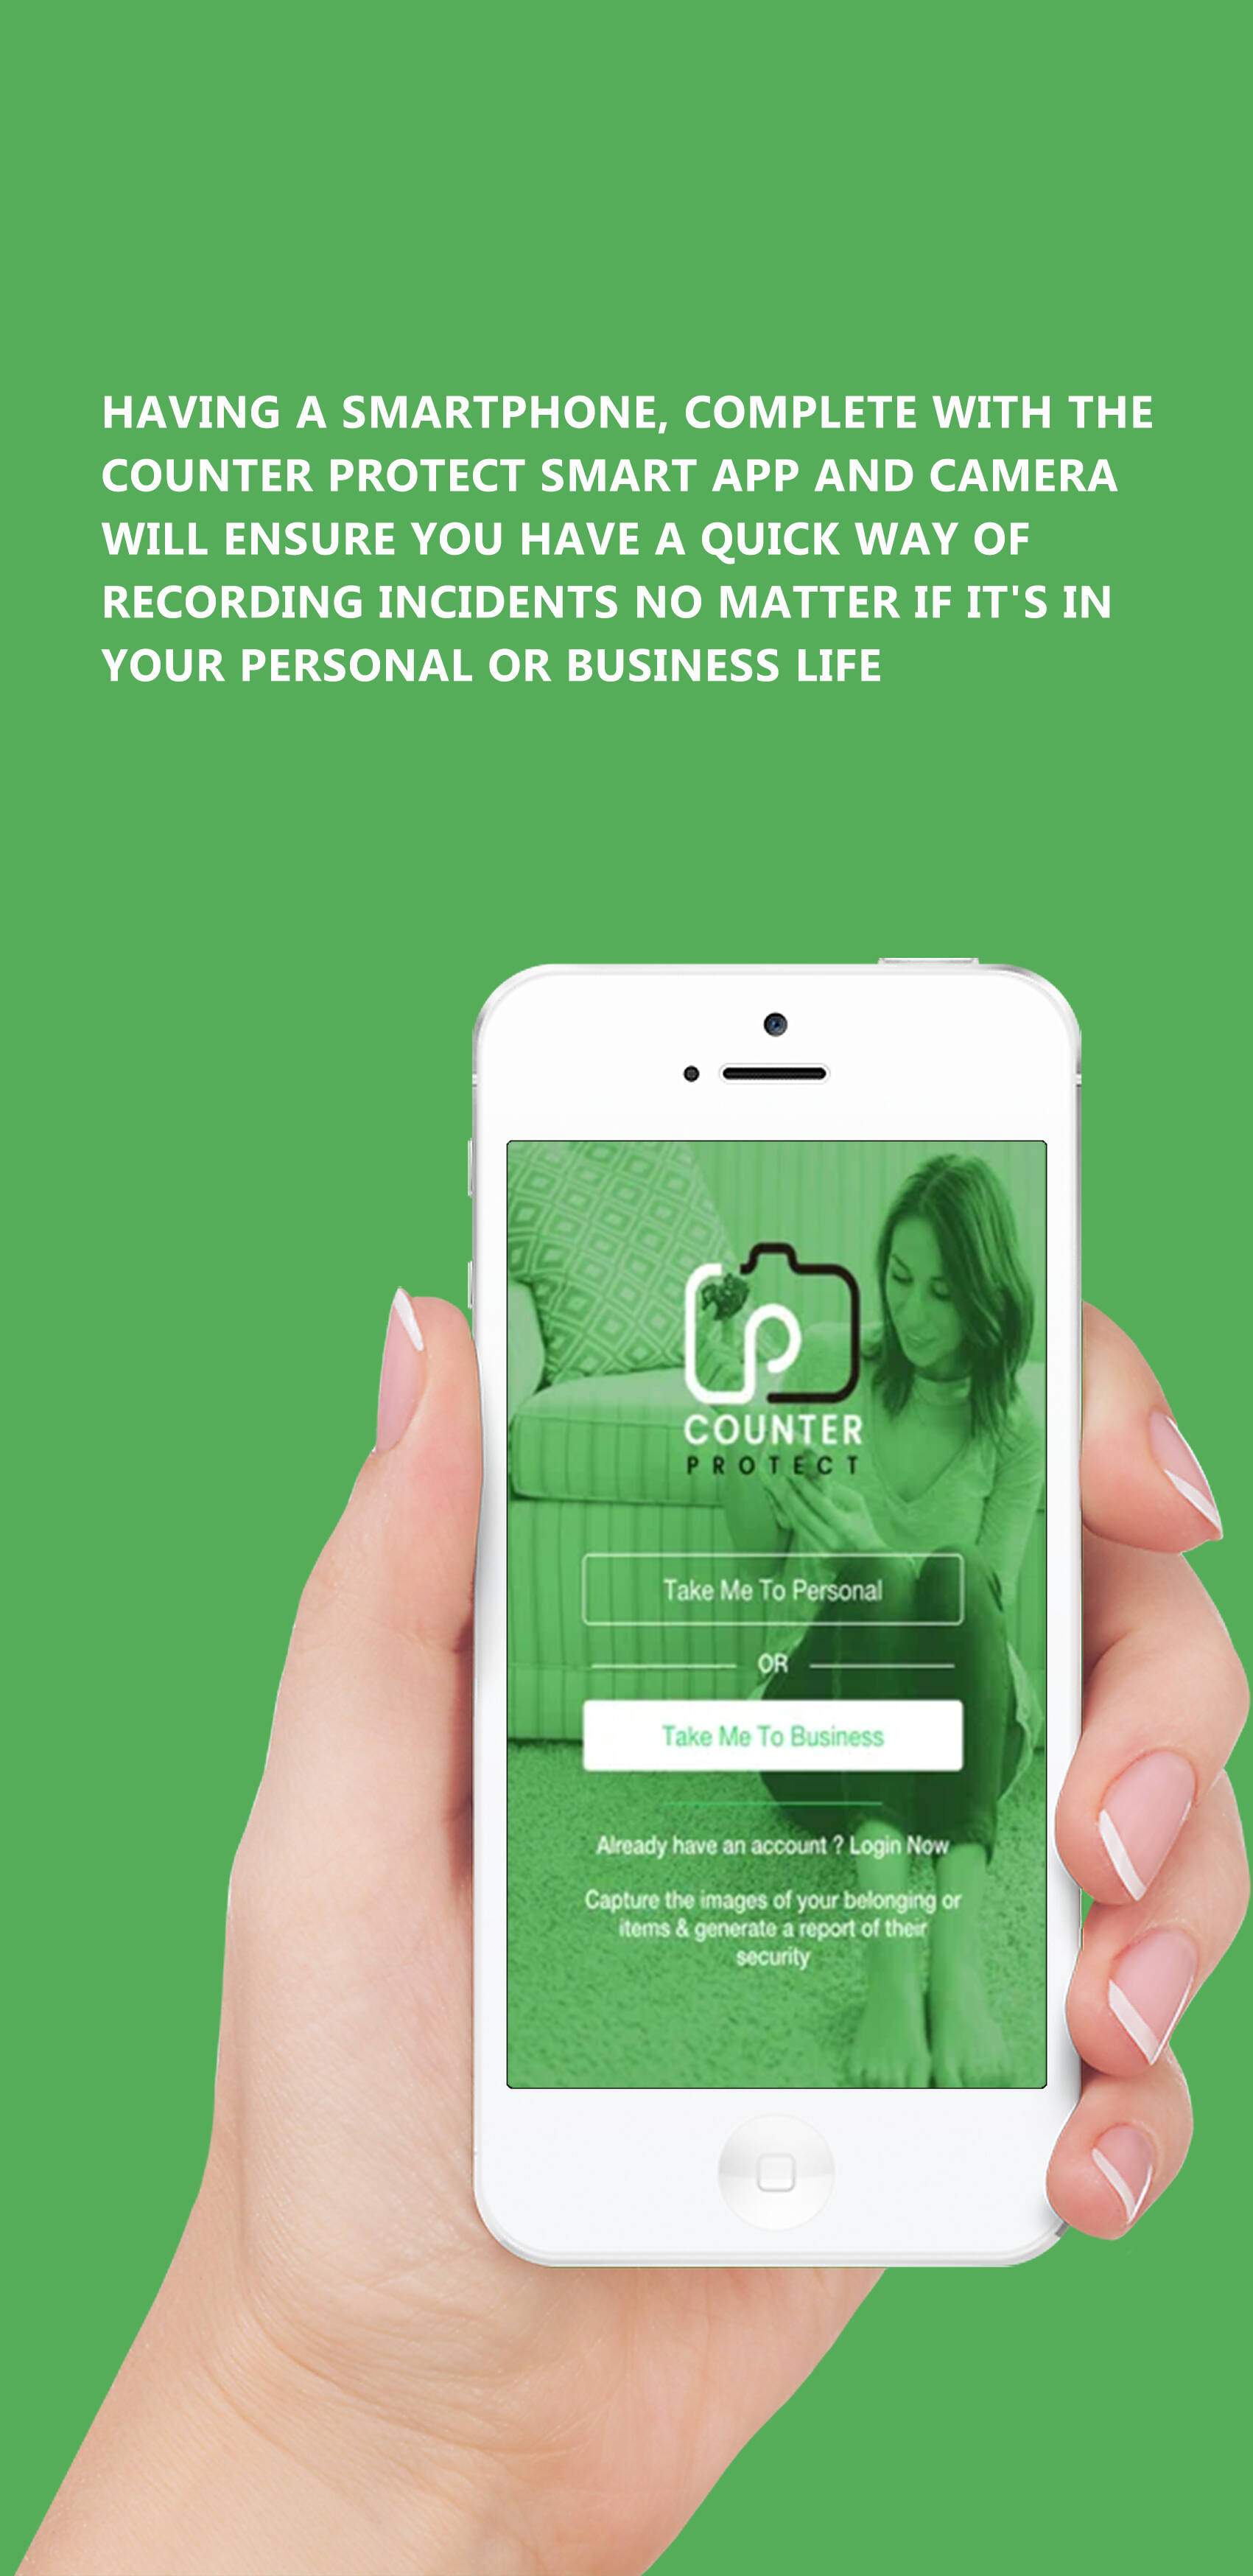 HAVING A SMARTPHONE, COMPLETE WITH THE
COUNTER PROTECT SMART APP AND CAMERA
WILL ENSURE YOU HAVE A QUICK WAY OF
RECORDING INCIDENTS NO MATTER IF IT'S IN
YOUR PERSONAL OR BUSINESS LIFE
COUNTER
PROTECT
Take Me To Personal
OR
Take Me To Business
Already have an account ? Login Now
Capture the images of your belonging or
items & generate a report of their
security